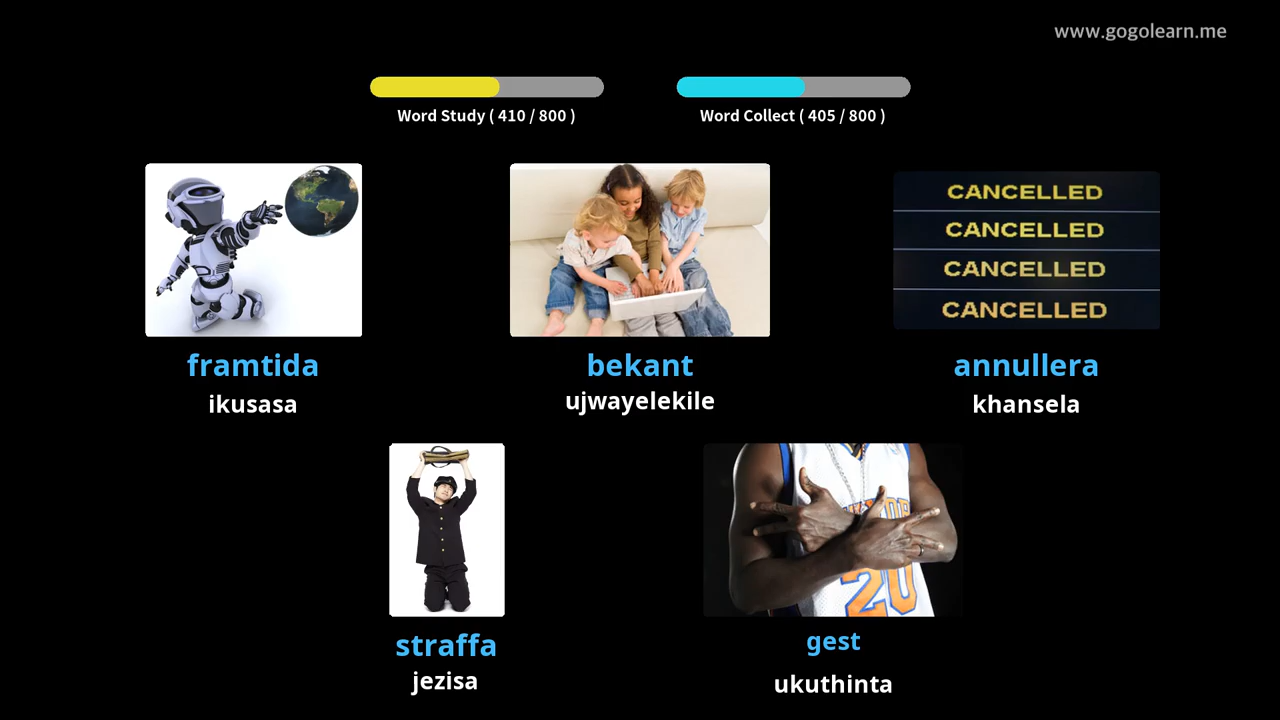 www.gogolearn.me
Word Study ( 410 / 800 )
Word Collect ( 405 / 800 )
CANCELLED
CANCELLED
CANCELLED
CANCELLED
framtida
ikusasa
bekant
ujwayelekile
annullera
khansela
20
straffa
jezisa
gest
ukuthinta